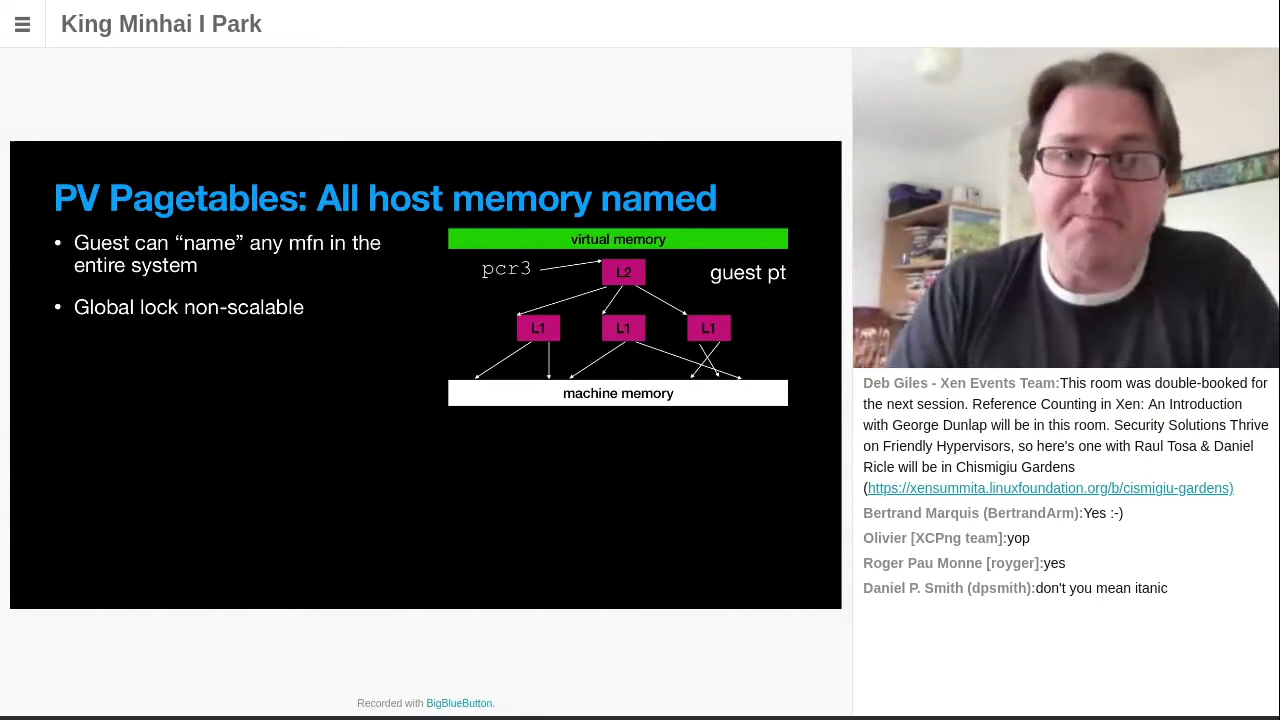 King Minhai I Park
PV Pagetables: All host memory named
• Guest can “name” any mfn in the
entire system
• Global lock non-scalable
virtual memory
pcr3
L2
guest pt
L1
L1
L1
machine memory
Deb Giles - Xen Events Team:This room was double-booked for
the next session. Reference Counting in Xen: An Introduction
with George Dunlap will be in this room. Security Solutions Thrive
on Friendly Hypervisors, so here's one with Raul Tosa & Daniel
Ricle will be in Chismigiu Gardens
(https://xensummita.linuxfoundation.org/b/cismigiu-gardens)
Bertrand Marquis (BertrandArm):Yes :-)
Olivier [XCPng team]:yop
Roger Pau Monne [royger]:yes
Daniel P. Smith (dpsmith):don't you mean itanic
Recorded with BigBlueButton.